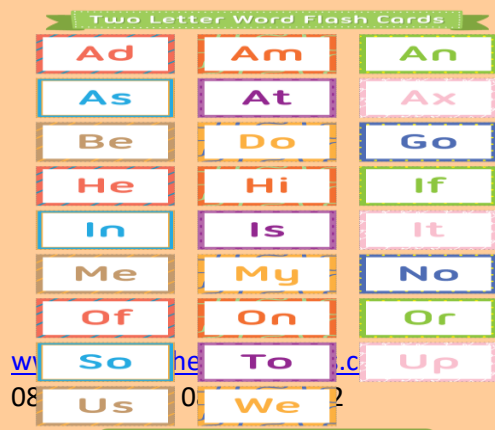 Two Letter Word Flash Cards
Ad Am An
As At Ax
Be Do Go
He Hi If
In Is It
Me My No
Of On Or
So To Up
Us We